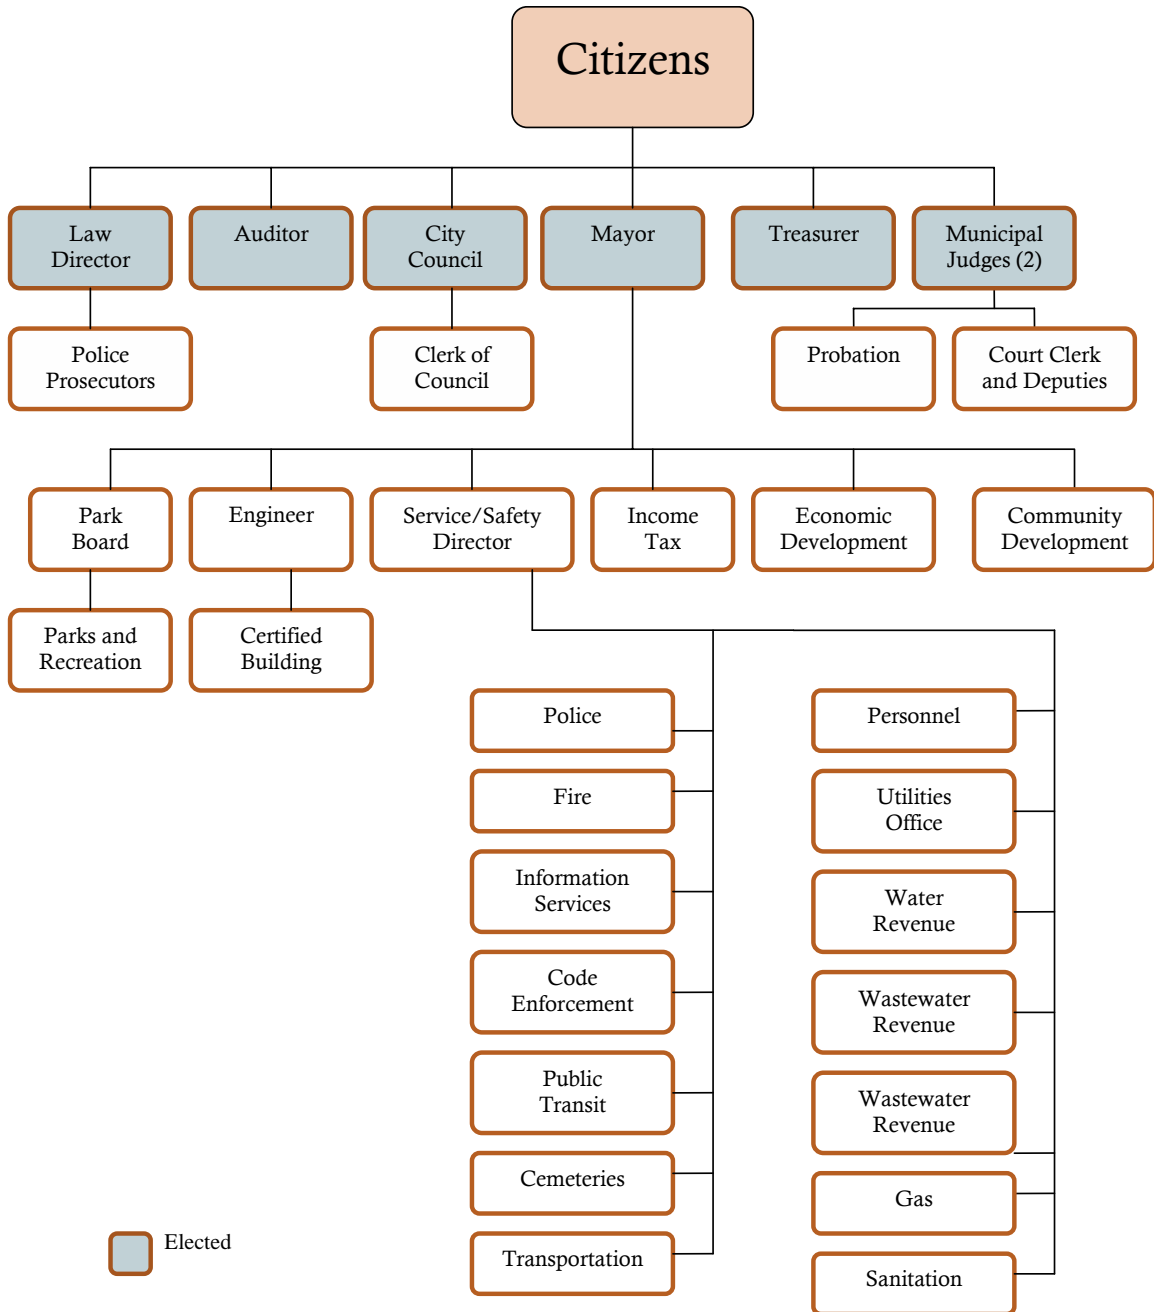 Citizens
Law
Director
Auditor
City
Council
Mayor
Treasurer
Municipal
Judges (2)
Police
Prosecutors
Clerk of
Council
Probation
Court Clerk
and Deputies
Park
Board
Engineer
Service/Safety
Director
Income
Tax
Economic
Development
Community
Development
Parks and
Recreation
Certified
Building
Police
Fire
Information
Services
Code
Enforcement
Public
Transit
Cemeteries
Transportation
Personnel
Utilities
Office
Water
Revenue
Wastewater
Revenue
Wastewater
Revenue
Gas
Sanitation
Elected